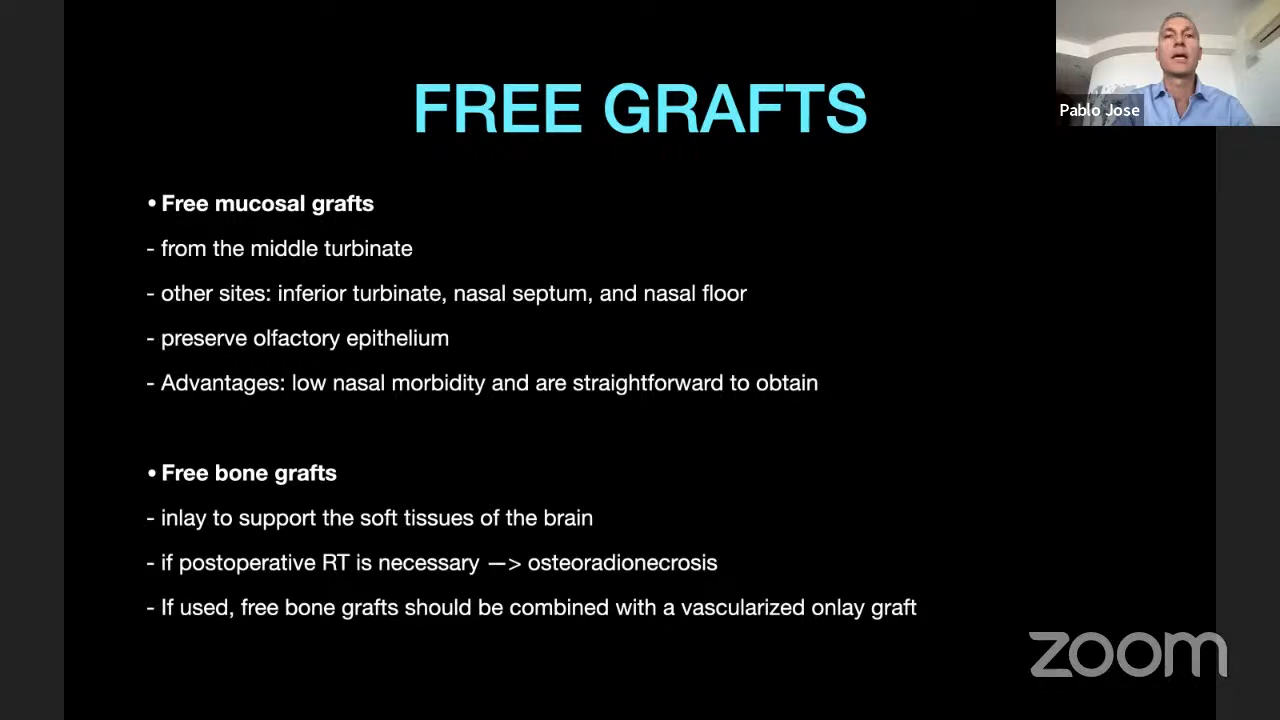 FREE GRAFTS
Pablo Jose
• Free mucosal grafts
- from the middle turbinate
- other sites: inferior turbinate, nasal septum, and nasal floor
- preserve olfactory epithelium
- Advantages: low nasal morbidity and are straightforward to obtain
• Free bone grafts
- inlay to support the soft tissues of the brain
- if postoperative RT is necessary —> osteoradionecrosis
- If used, free bone grafts should be combined with a vascularized onlay graft
zoom